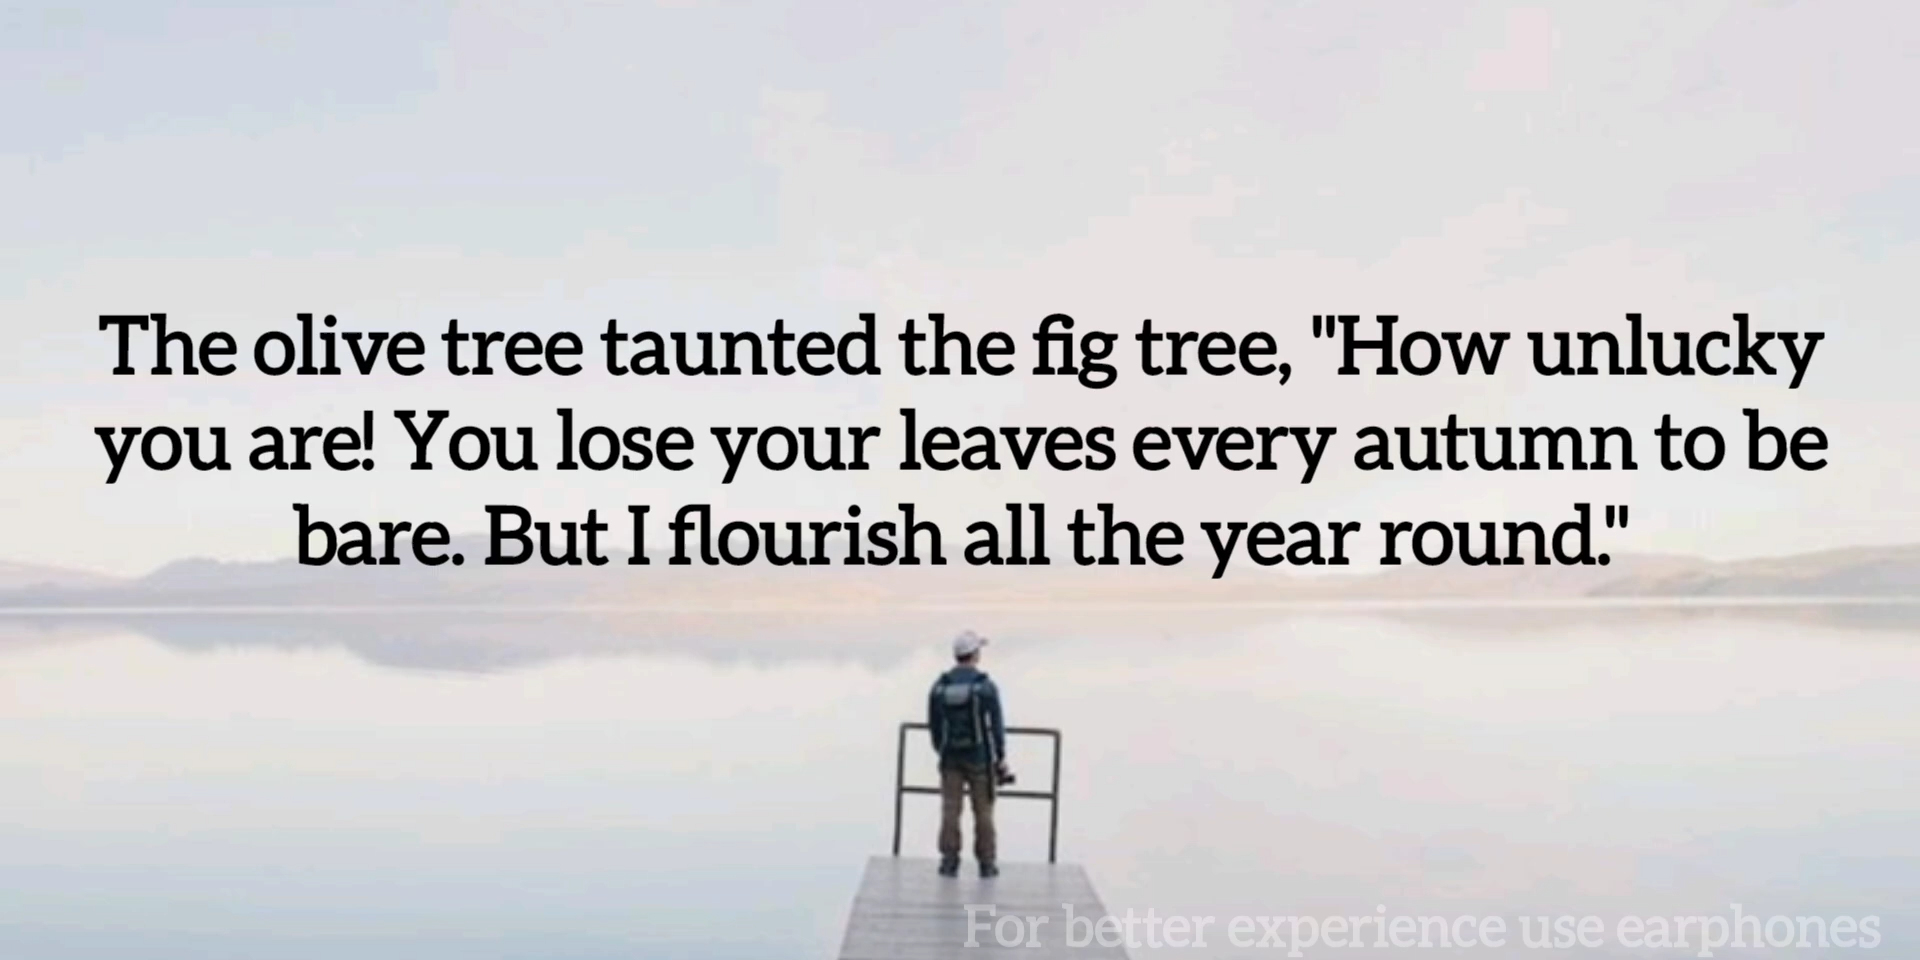 The olive tree taunted the fig tree, "How unlucky
you are! You lose your leaves every autumn to be
bare. But I flourish all the year round."
For better experience use earphones